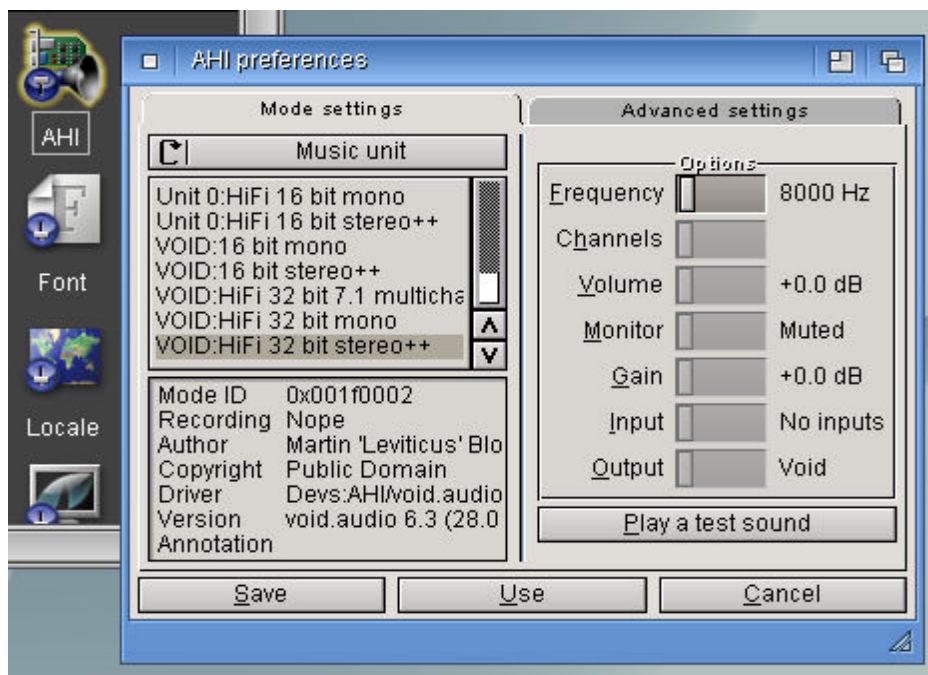 AHI preferences
AHI
Font
Locale
Mode settings
Advanced settings
Music unit
Unit 0:HiFi 16 bit mono
Unit 0:HiFi 16 bit stereo++
VOID:16 bit mono
VOID:16 bit stereo++
VOID:HiFi 32 bit 7.1 multicha
VOID:HiFi 32 bit mono
VOID:HiFi 32 bit stereo++
Mode ID 0x001f0002
Recording Nope
Author Martin 'Leviticus' Blo
Copyright Public Domain
Driver Devs:AHI/void.audio
Version void.audio 6.3 (28.0
Annotation
Options
Frequency 8000 Hz
Channels
Volume +0.0 dB
Monitor Muted
Gain +0.0 dB
Input No inputs
Output Void
Play a test sound
Save
Use
Cancel